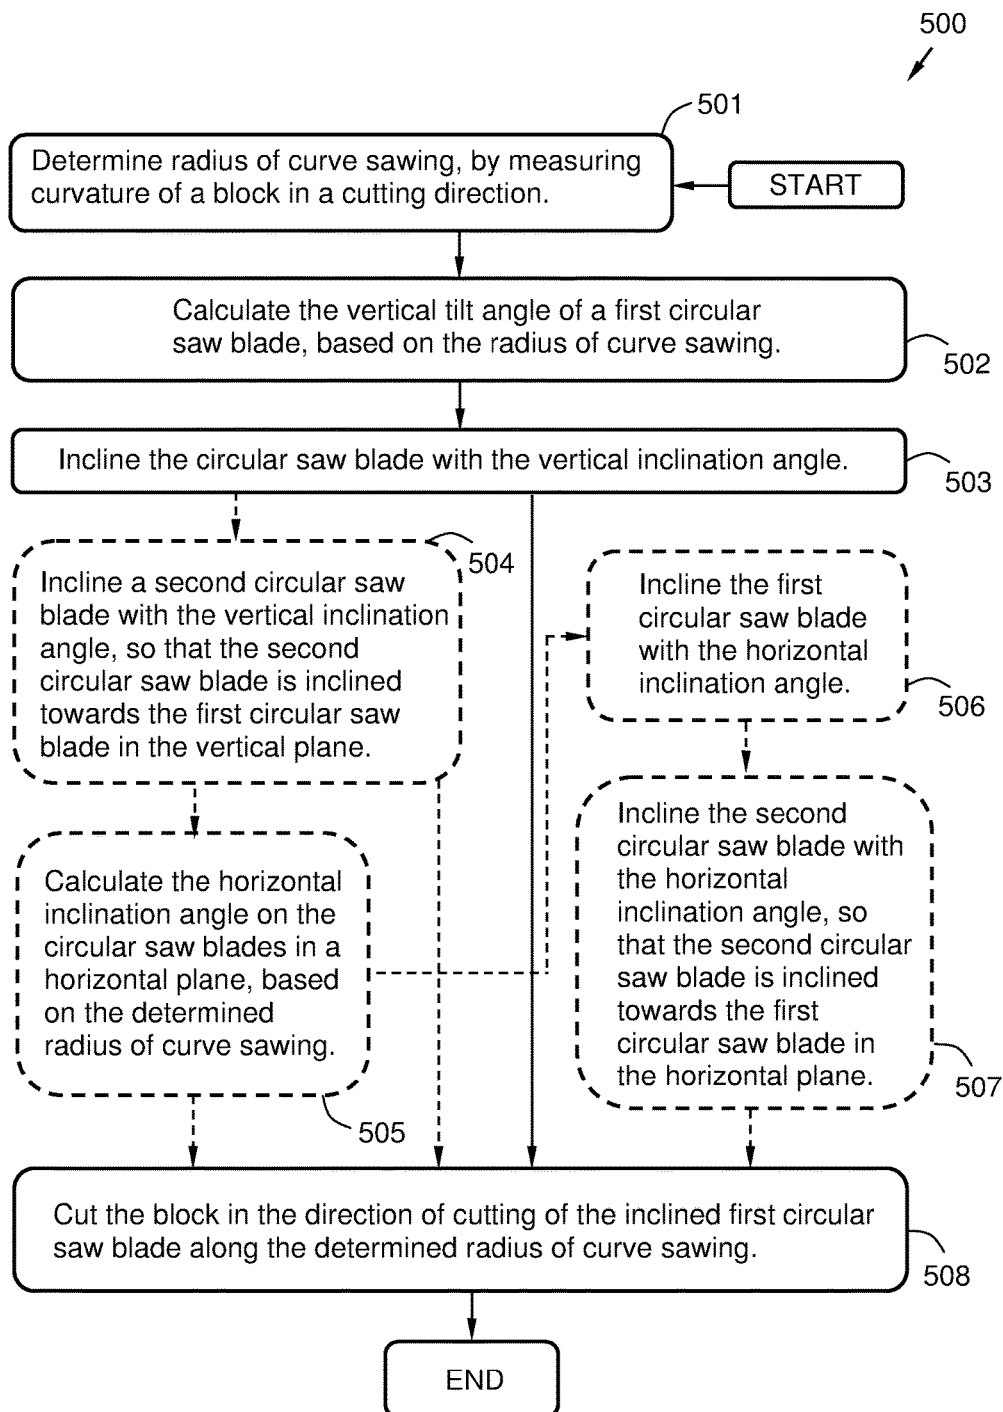 500
501
Determine radius of curve sawing, by measuring
curvature of a block in a cutting direction.
START
Calculate the vertical tilt angle of a first circular
saw blade, based on the radius of curve sawing.
502
Incline the circular saw blade with the vertical inclination angle.
503
504
Incline a second circular saw
blade with the vertical inclination
angle, so that the second
circular saw blade is inclined
towards the first circular saw
blade in the vertical plane.
Incline the first
circular saw blade
with the horizontal
inclination angle.
506
Calculate the horizontal
inclination angle on the
circular saw blades in a
horizontal plane, based
on the determined
radius of curve sawing.
505
Incline the second
circular saw blade with
the horizontal
inclination angle, so
that the second circular
saw blade is inclined
towards the first
circular saw blade in
the horizontal plane.
507
Cut the block in the direction of cutting of the inclined first circular
saw blade along the determined radius of curve sawing.
508
END